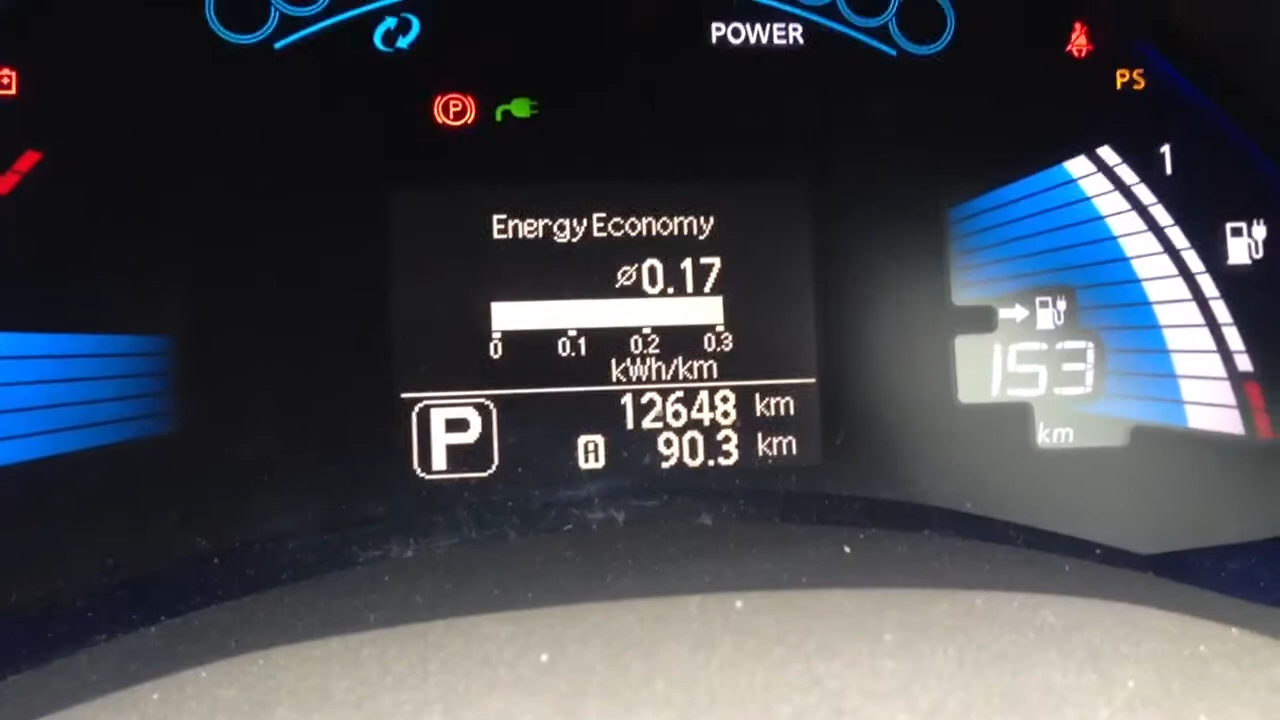 POWER
PS
P
1
Energy Economy
ø0.17
0 0.1 0.2 0.3
kWh/km
153
km
P
12648 km
A 90.3 km